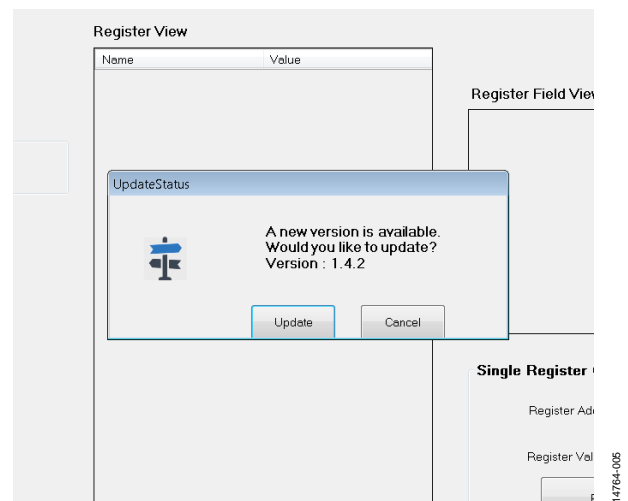 Register View
Name Value
Register Field View
UpdateStatus
A new version is available.
Would you like to update?
Version : 1.4.2
Update Cancel
Single Register
Register Add
Register Val
14764-005